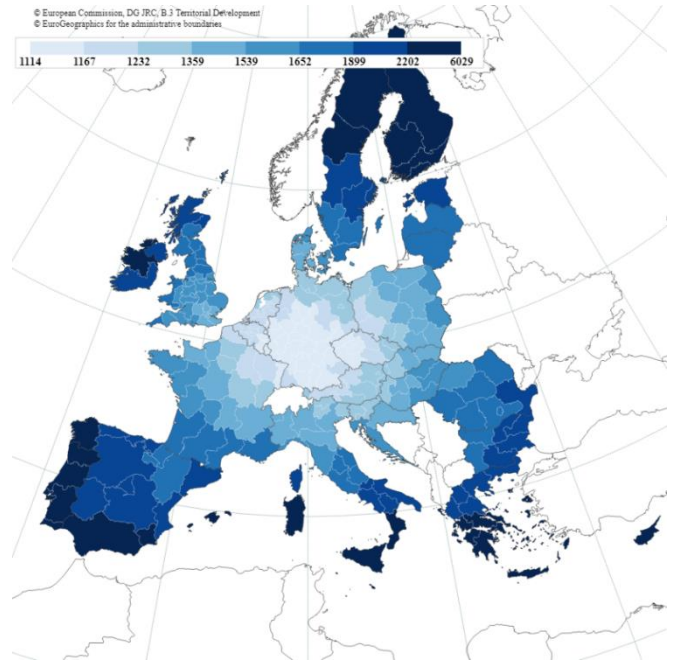 © European Commission, DG JRC, B.3 Territorial Development
© EuroGeographics for the administrative boundaries
1114 1167 1232 1359 1539 1652 1899 2202 6029